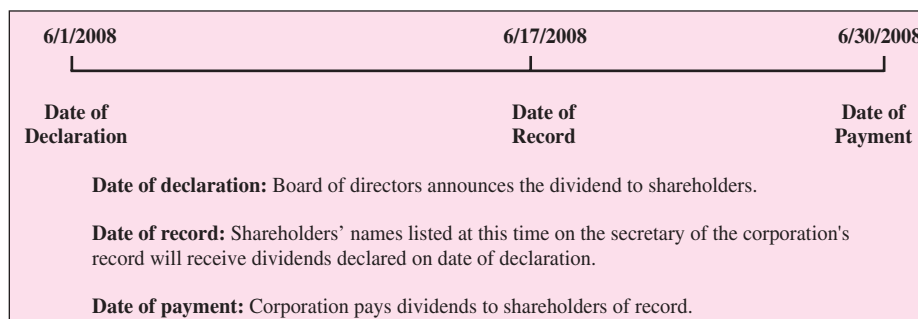 6/1/2008 6/17/2008 6/30/2008
Date of Declaration Date of Record Date of Payment
Date of declaration: Board of directors announces the dividend to shareholders.
Date of record: Shareholders’ names listed at this time on the secretary of the corporation's
record will receive dividends declared on date of declaration.
Date of payment: Corporation pays dividends to shareholders of record.